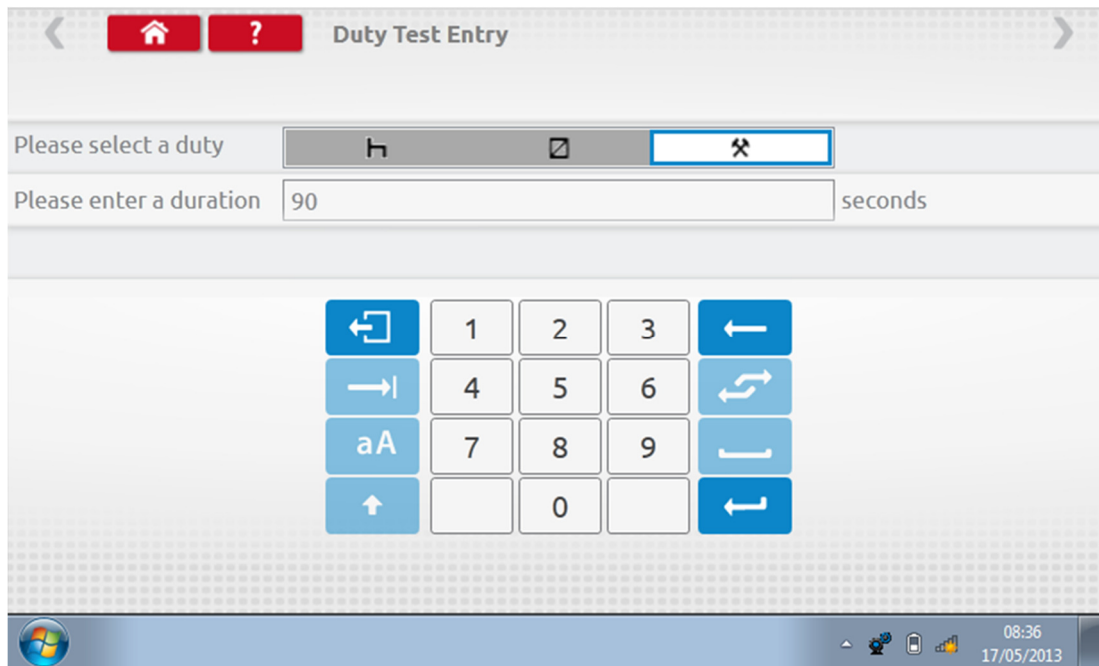 ? Duty Test Entry
Please select a duty
Please enter a duration 90 seconds
1 2 3
4 5 6
aA 7 8 9
0
08:36
17/05/2013